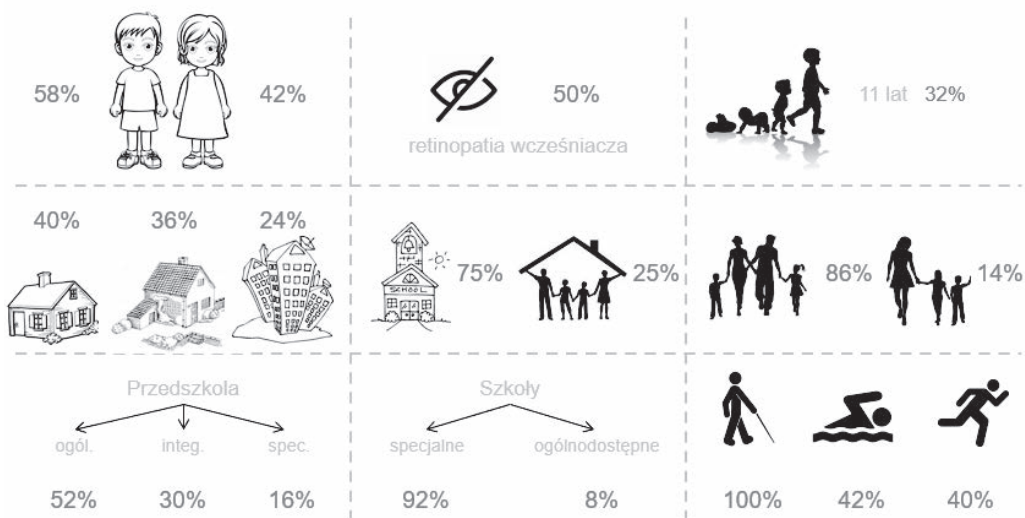 58%
42%
50%
retinopatia wcześniacza
11 lat 32%
40% 36% 24%
SCHOOL
75%
25%
86%
14%
Przedszkola
ogól. integ. spec.
52% 30% 16%
Szkoły
specjalne ogólnodostępne
92% 8%
100% 42% 40%